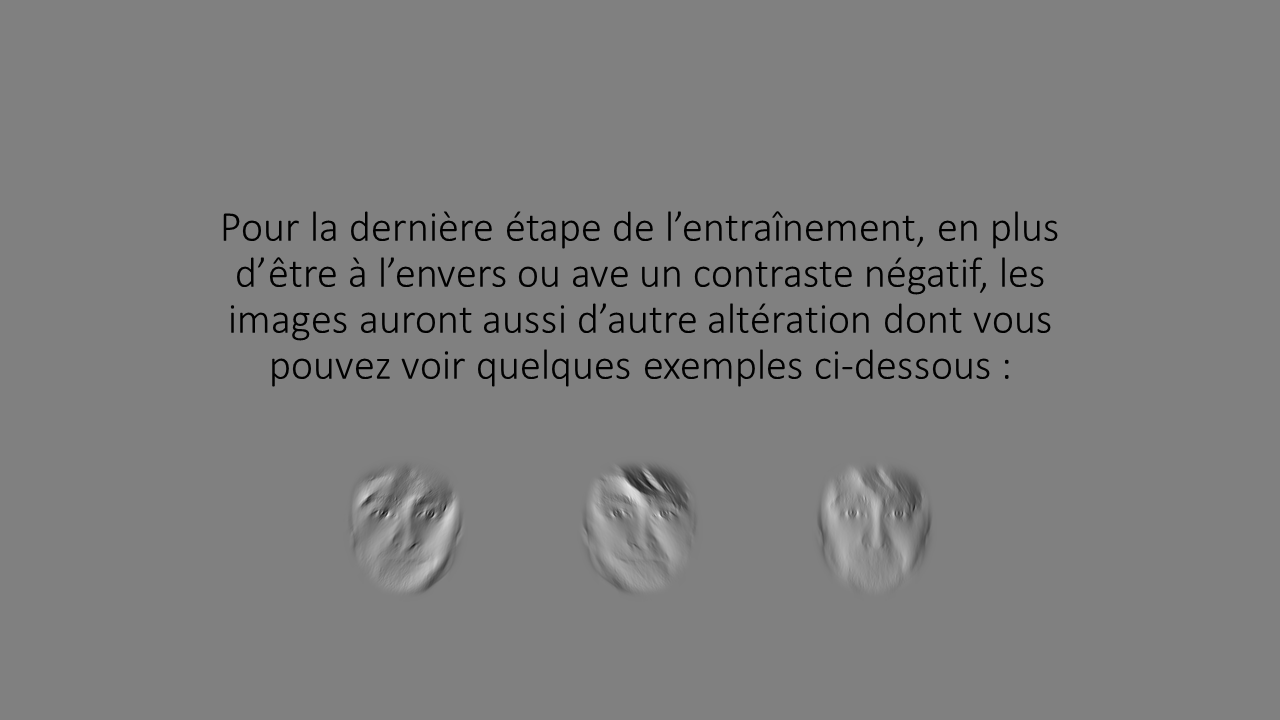 Pour la dernière étape de l’entraînement, en plus
d’être à l’envers ou ave un contraste négatif, les
images auront aussi d’autre altération dont vous
pouvez voir quelques exemples ci-dessous :